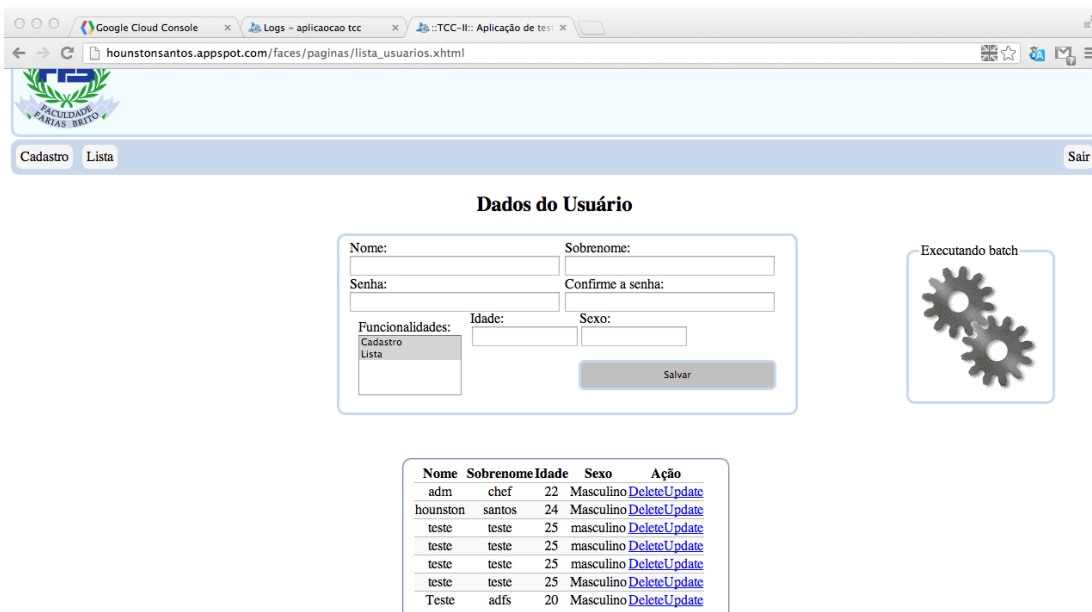 Google Cloud Console
Logs - aplicaocao tcc
::TCC-II:: Aplicação de test
hounstonsantos.appspot.com/faces/paginas/lista_usuarios.xhtml
FACULDADE
FARIAS BRITO
Cadastro Lista Sair
Dados do Usuário
Nome: Sobrenome:
Executando batch
Senha: Confirme a senha:
Funcionalidades: Idade: Sexo:
Cadastro
Lista
Salvar
Nome Sobrenome Idade Sexo Ação
adm chef 22 Masculino DeleteUpdate
hounston santos 24 Masculino DeleteUpdate
teste teste 25 masculino DeleteUpdate
teste teste 25 masculino DeleteUpdate
teste teste 25 masculino DeleteUpdate
teste teste 25 Masculino DeleteUpdate
Teste adfs 20 Masculino DeleteUpdate